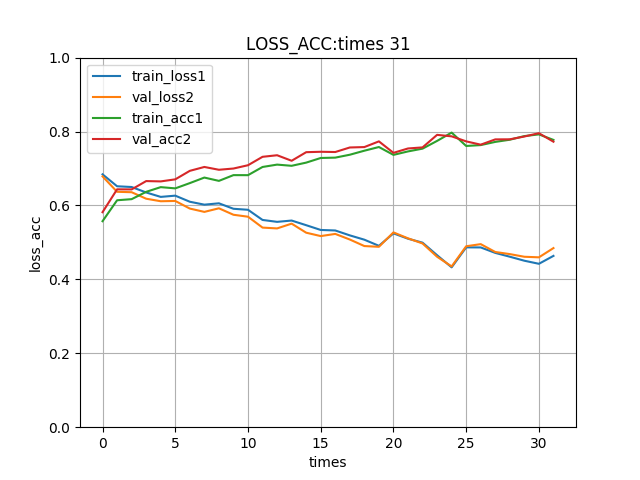 LOSS_ACC:times 31
1.0
0.8
0.6
0.4
0.2
0.0
loss_acc
train_loss1
val_loss2
train_acc1
val_acc2
0 5 10 15 20 25 30
times